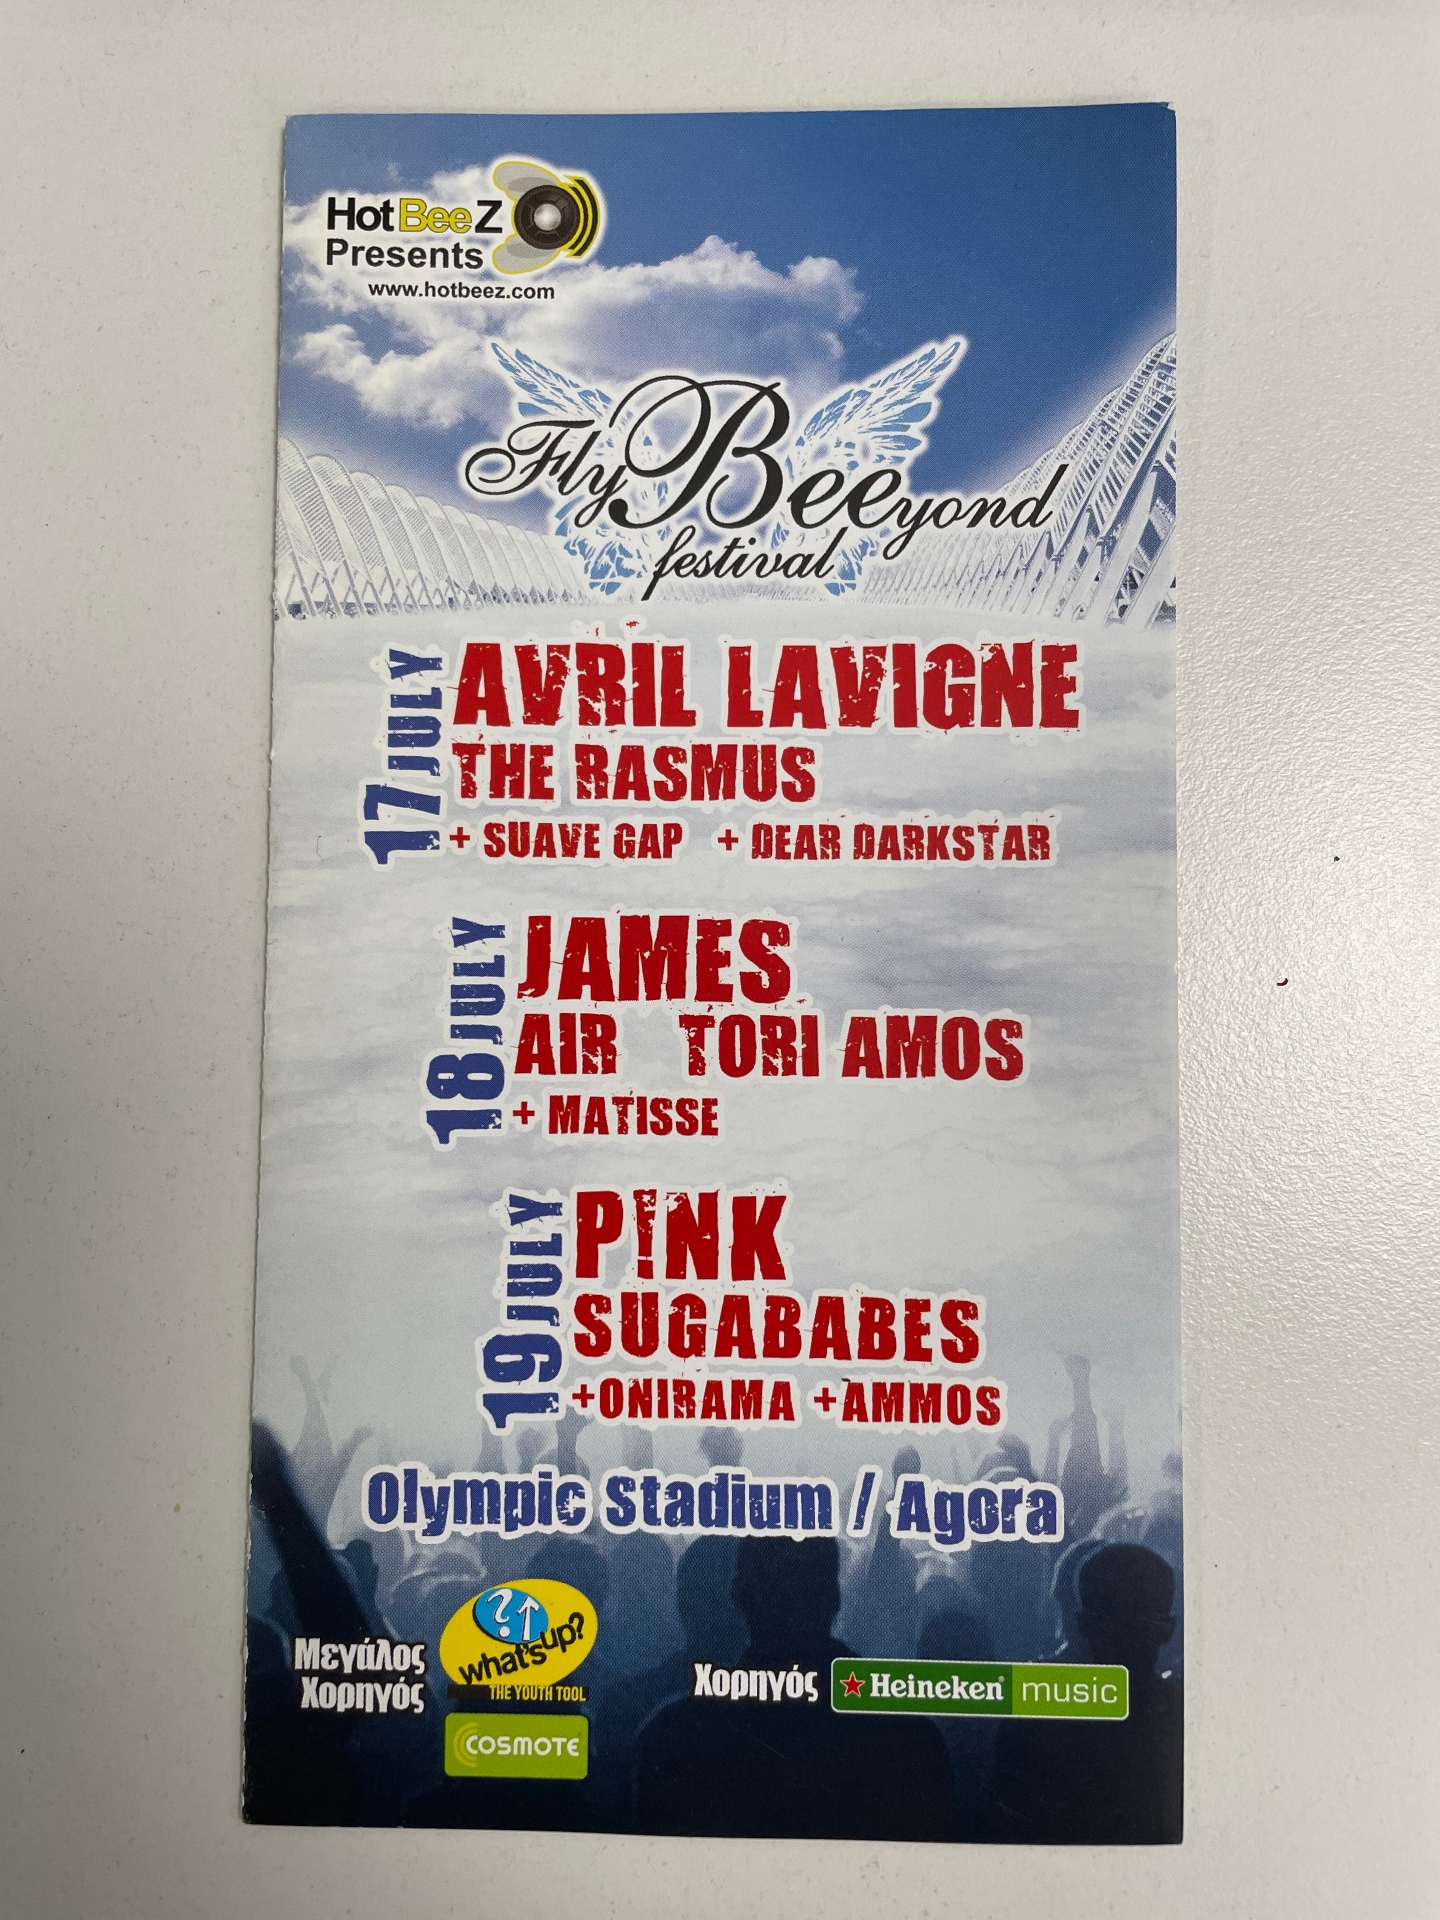 HotBeeZ
Presents
www.hotbeez.com
Fly Beeyond
festival
17 JULY
AVRIL LAVIGNE
THE RASMUS
+ SUAVE GAP + DEAR DARKSTAR
18 JULY
JAMES
AIR TORI AMOS
+ MATISSE
19 JULY
P!NK
SUGABABES
+ONIRAMA +AMMOS
Olympic Stadium / Agora
Μεγάλος
Χορηγός
what's up?
THE YOUTH TOOL
COSMOTE
Χορηγός
Heineken music